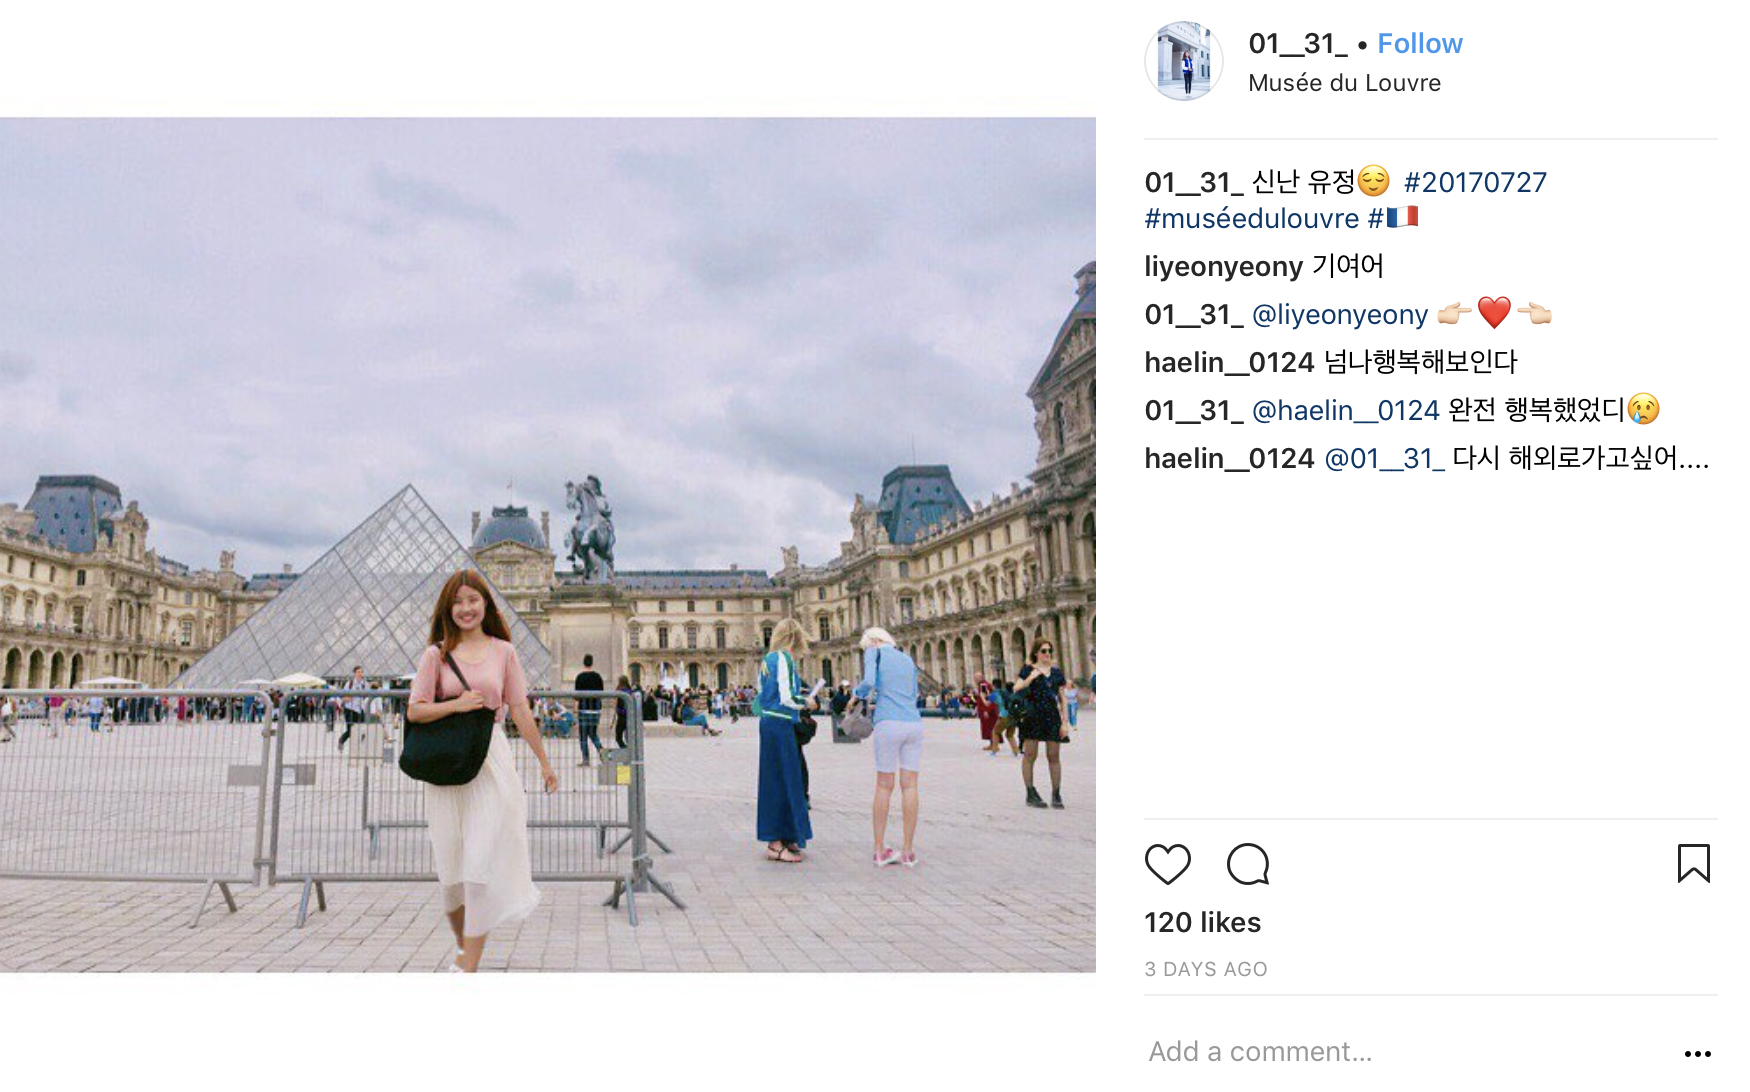 01__31_ • Follow
Musée du Louvre
01__31_ 신난 유정😌 #20170727
#muséedulouvre #🇫🇷
liyeonyeony 기여어
01__31_ @liyeonyeony 👉🏻❤️👈🏻
haelin__0124 넘나행복해보인다
01__31_ @haelin__0124 완전 행복했었디😢
haelin__0124 @01__31_ 다시 해외로가고싶어....
120 likes
3 DAYS AGO
Add a comment...